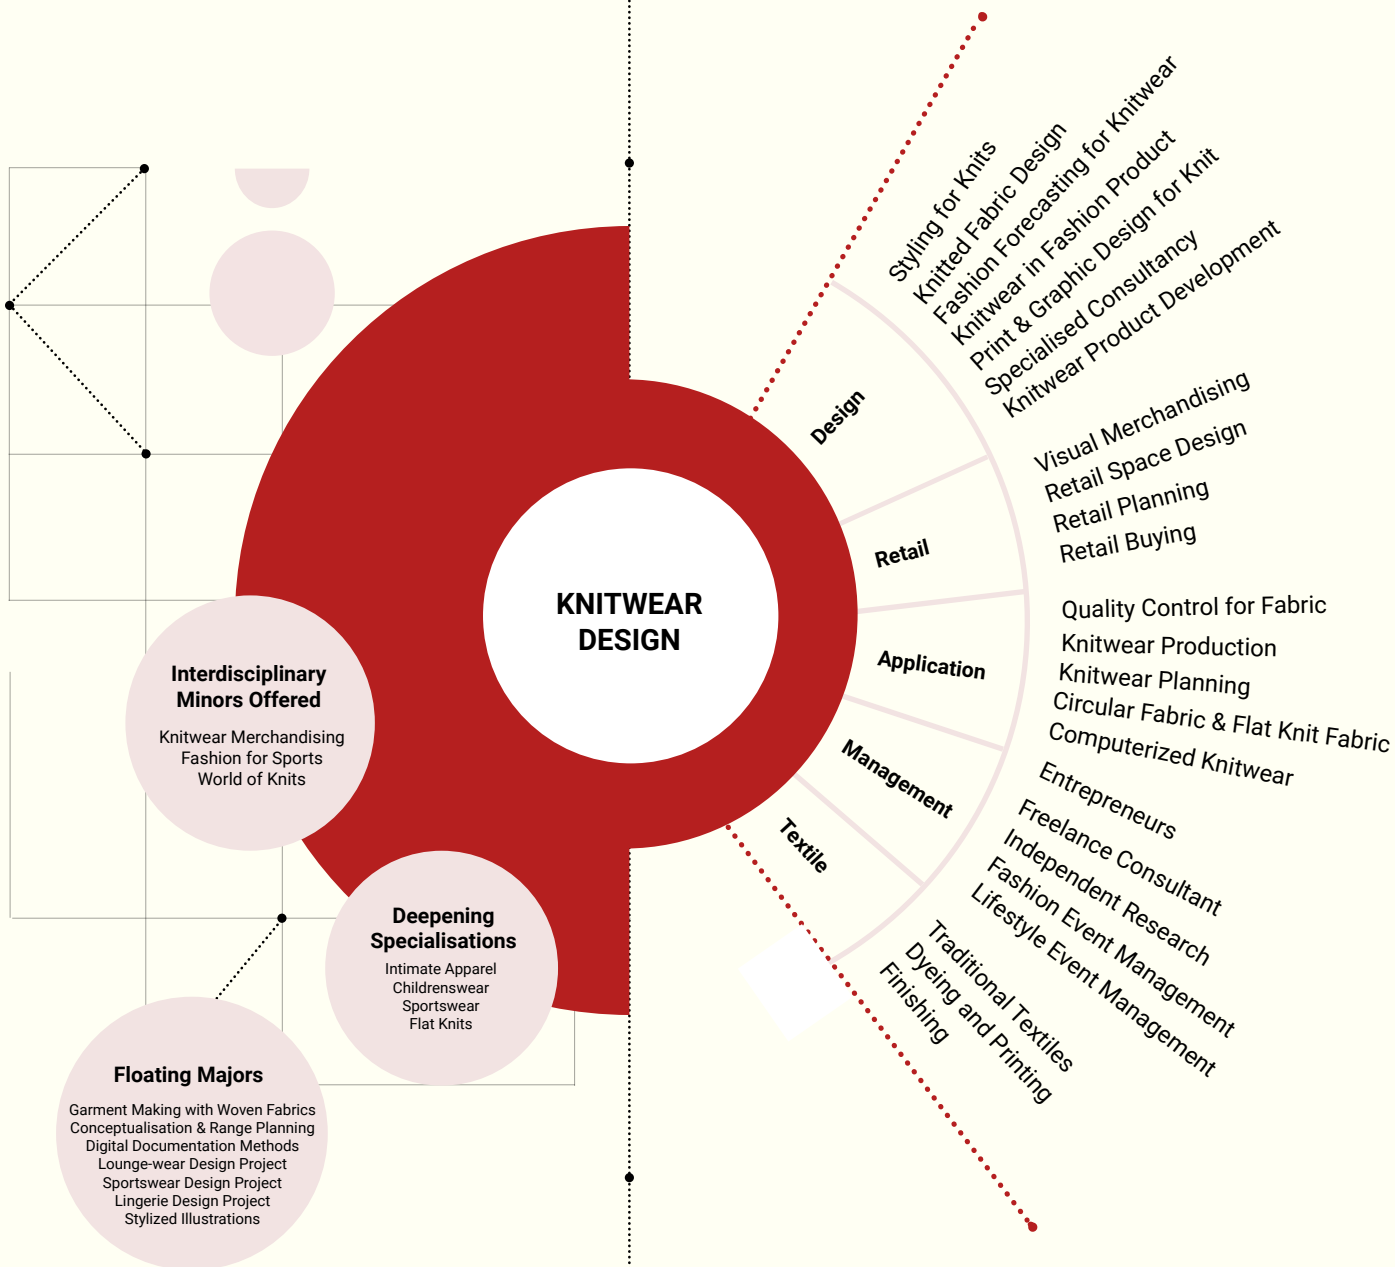 KNITWEAR
DESIGN
Interdisciplinary
Minors Offered
Knitwear Merchandising
Fashion for Sports
World of Knits
Deepening
Specialisations
Intimate Apparel
Childrenswear
Sportswear
Flat Knits
Floating Majors
Garment Making with Woven Fabrics
Conceptualisation & Range Planning
Digital Documentation Methods
Lounge-wear Design Project
Sportswear Design Project
Lingerie Design Project
Stylized Illustrations
Design
Styling for Knits
Knitted Fabric Design
Fashion Forecasting for Knitwear
Knitwear in Fashion Product
Print & Graphic Design for Knit
Specialised Consultancy
Knitwear Product Development
Retail
Visual Merchandising
Retail Space Design
Retail Planning
Retail Buying
Application
Quality Control for Fabric
Knitwear Production
Knitwear Planning
Circular Fabric & Flat Knit Fabric
Computerized Knitwear
Management
Entrepreneurs
Freelance Consultant
Independent Research
Fashion Event Management
Lifestyle Event Management
Textile
Traditional Textiles
Dyeing and Printing
Finishing